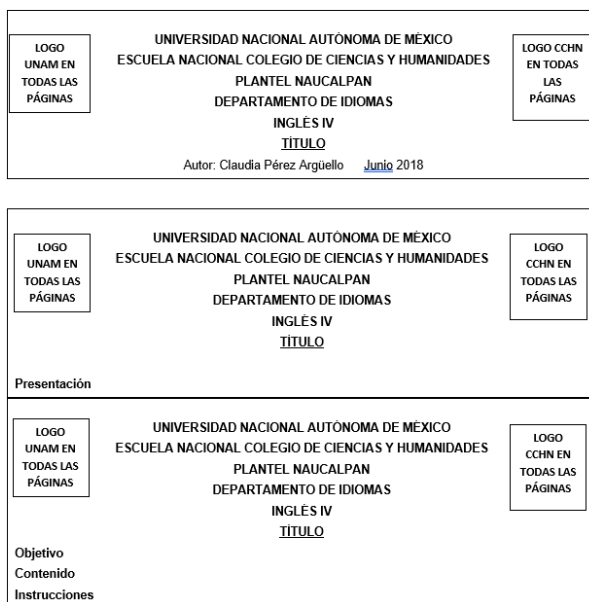 LOGO
UNAM EN
TODAS LAS
PÁGINAS
UNIVERSIDAD NACIONAL AUTÓNOMA DE MÉXICO
ESCUELA NACIONAL COLEGIO DE CIENCIAS Y HUMANIDADES
PLANTEL NAUCALPAN
DEPARTAMENTO DE IDIOMAS
INGLÉS IV
TÍTULO
Autor: Claudia Pérez Argüello Junio 2018
LOGO CCHN
EN TODAS
LAS
PÁGINAS
LOGO
UNAM EN
TODAS LAS
PÁGINAS
UNIVERSIDAD NACIONAL AUTÓNOMA DE MÉXICO
ESCUELA NACIONAL COLEGIO DE CIENCIAS Y HUMANIDADES
PLANTEL NAUCALPAN
DEPARTAMENTO DE IDIOMAS
INGLÉS IV
TÍTULO
LOGO
CCHN EN
TODAS LAS
PÁGINAS
Presentación
LOGO
UNAM EN
TODAS LAS
PÁGINAS
UNIVERSIDAD NACIONAL AUTÓNOMA DE MÉXICO
ESCUELA NACIONAL COLEGIO DE CIENCIAS Y HUMANIDADES
PLANTEL NAUCALPAN
DEPARTAMENTO DE IDIOMAS
INGLÉS IV
TÍTULO
LOGO
CCHN EN
TODAS LAS
PÁGINAS
Objetivo
Contenido
Instrucciones